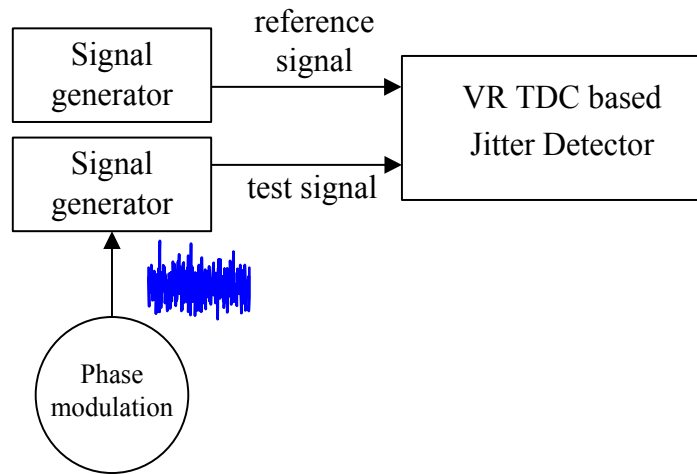 reference
signal
Signal
generator
VR TDC based
Jitter Detector
Signal
generator
test signal
Phase
modulation